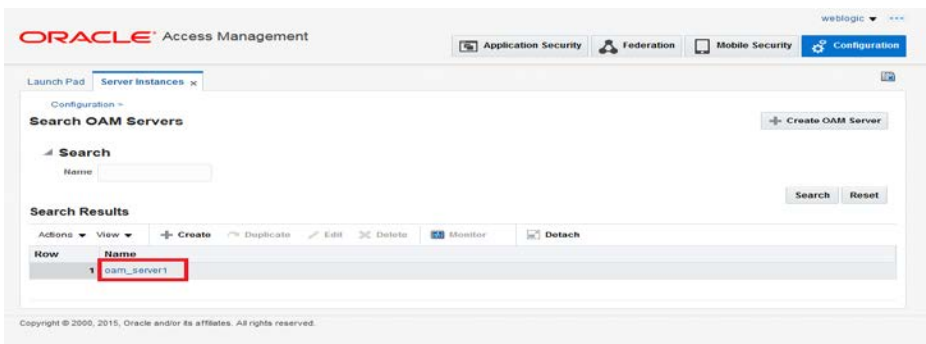 weblogic
ORACLE Access Management
Application Security Federation Mobile Security Configuration
Launch Pad Server Instances x
Configuration >
Search OAM Servers
Create OAM Server
Search
Name
Search Reset
Search Results
Actions View Create Duplicate Edit Delete Monitor Detach
Row Name
1 oam_server1
Copyright © 2000, 2015, Oracle and/or its affiliates. All rights reserved.